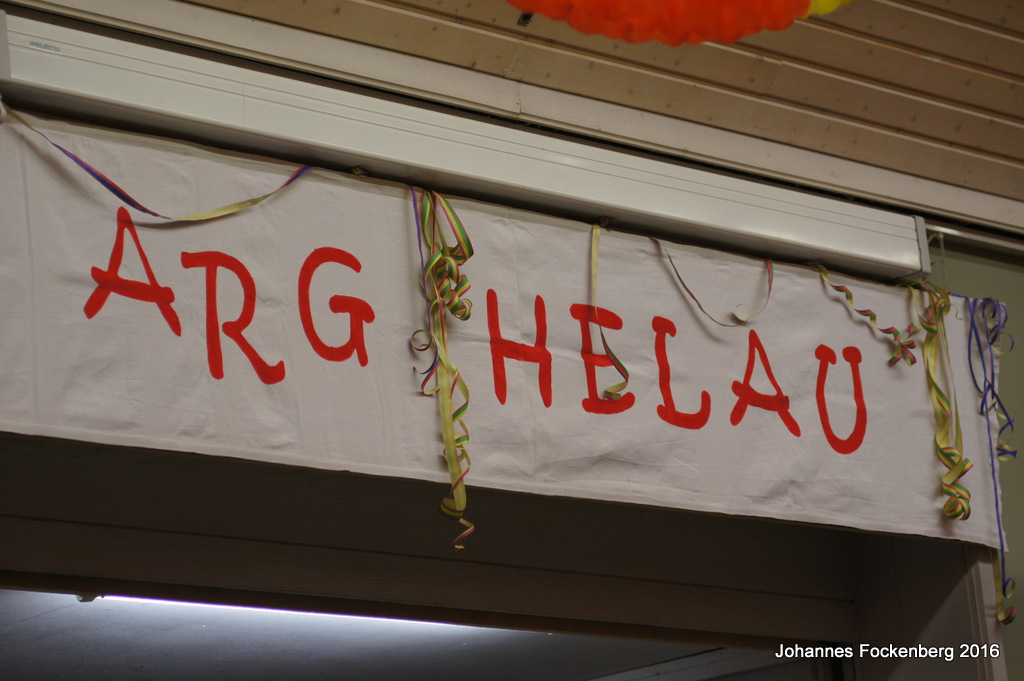 ARG HELAU
Johannes Fockenberg 2016